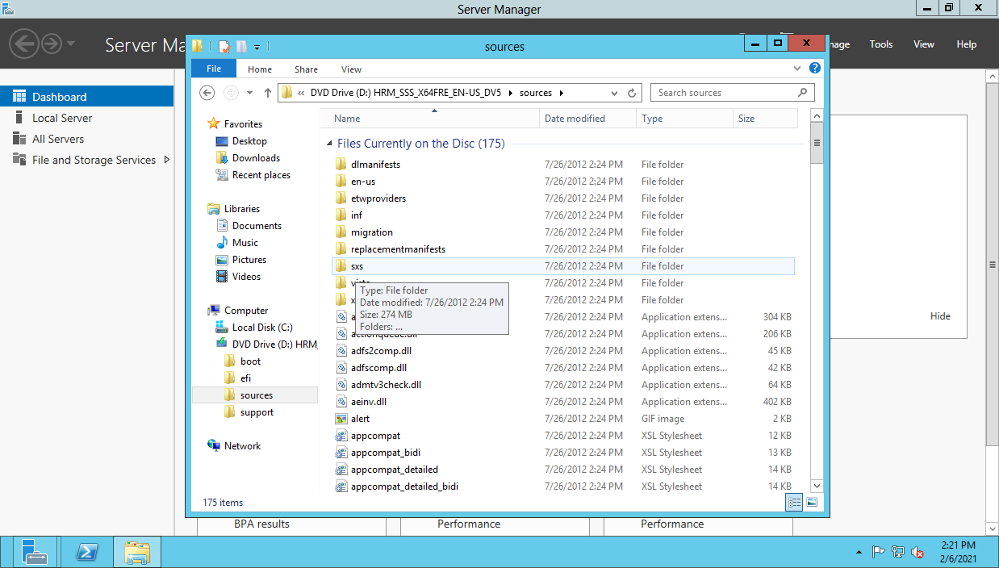 Server Manager
Server Ma
nage
Tools
View
Help
Dashboard
Local Server
All Servers
File and Storage Services
Hide
BPA results
Performance
Performance
sources
File
Home
Share
View
« DVD Drive (D:) HRM_SSS_X64FRE_EN-US_DV5 sources
Search sources
Favorites
Desktop
Downloads
Recent places
Libraries
Documents
Music
Pictures
Videos
Computer
Local Disk (C:)
DVD Drive (D:) HRM_
boot
efi
sources
support
Network
Name Date modified Type Size
Files Currently on the Disc (175)
dlmanifests 7/26/2012 2:24 PM File folder
en-us 7/26/2012 2:24 PM File folder
etwproviders 7/26/2012 2:24 PM File folder
inf 7/26/2012 2:24 PM File folder
migration 7/26/2012 2:24 PM File folder
replacementmanifests 7/26/2012 2:24 PM File folder
sxs 7/26/2012 2:24 PM File folder
7/26/2012 2:24 PM File folder
x 7/26/2012 2:24 PM File folder
a 7/26/2012 2:24 PM Application extens... 304 KB
actionqueue.dll 7/26/2012 2:24 PM Application extens... 206 KB
adfs2comp.dll 7/26/2012 2:24 PM Application extens... 45 KB
adfscomp.dll 7/26/2012 2:24 PM Application extens... 42 KB
admtv3check.dll 7/26/2012 2:24 PM Application extens... 64 KB
aeinv.dll 7/26/2012 2:24 PM Application extens... 402 KB
alert 7/26/2012 2:24 PM GIF image 2 KB
appcompat 7/26/2012 2:24 PM XSL Stylesheet 12 KB
appcompat_bidi 7/26/2012 2:24 PM XSL Stylesheet 13 KB
appcompat_detailed 7/26/2012 2:24 PM XSL Stylesheet 14 KB
appcompat_detailed_bidi 7/26/2012 2:24 PM XSL Stylesheet 14 KB
Type: File folder
Date modified: 7/26/2012 2:24 PM
Size: 274 MB
Folders: ...
175 items
2:21 PM
2/6/2021